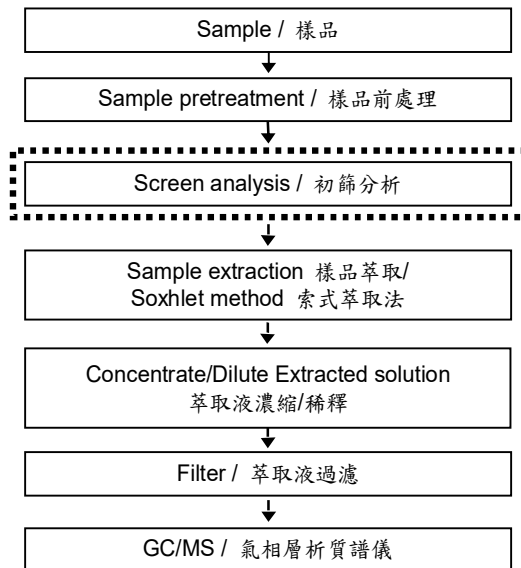 Sample / 樣品
Sample pretreatment / 樣品前處理
Screen analysis / 初篩分析
Sample extraction 樣品萃取/
Soxhlet method 索式萃取法
Concentrate/Dilute Extracted solution
萃取液濃縮/稀釋
Filter / 萃取液過濾
GC/MS / 氣相層析質譜儀